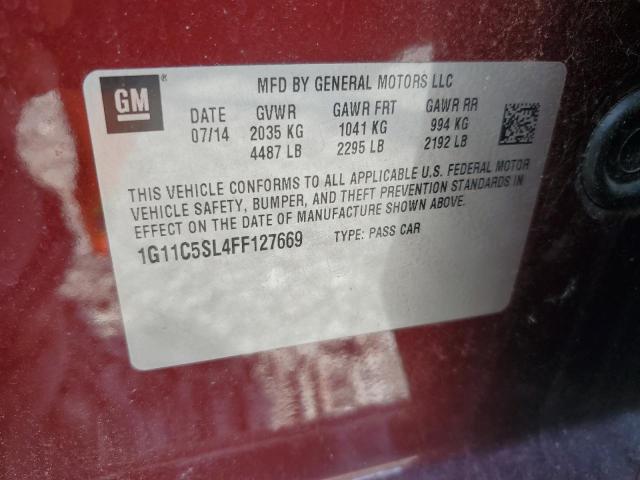 GM ®
MFD BY GENERAL MOTORS LLC
DATE GVWR GAWR FRT GAWR RR
07/14 2035 KG 1041 KG 994 KG
4487 LB 2295 LB 2192 LB
THIS VEHICLE CONFORMS TO ALL APPLICABLE U.S. FEDERAL MOTOR
VEHICLE SAFETY, BUMPER, AND THEFT PREVENTION STANDARDS IN
EFFECT ON THE DATE OF MANUFACTURE SHOWN ABOVE.
1G11C5SL4FF127669 TYPE: PASS CAR